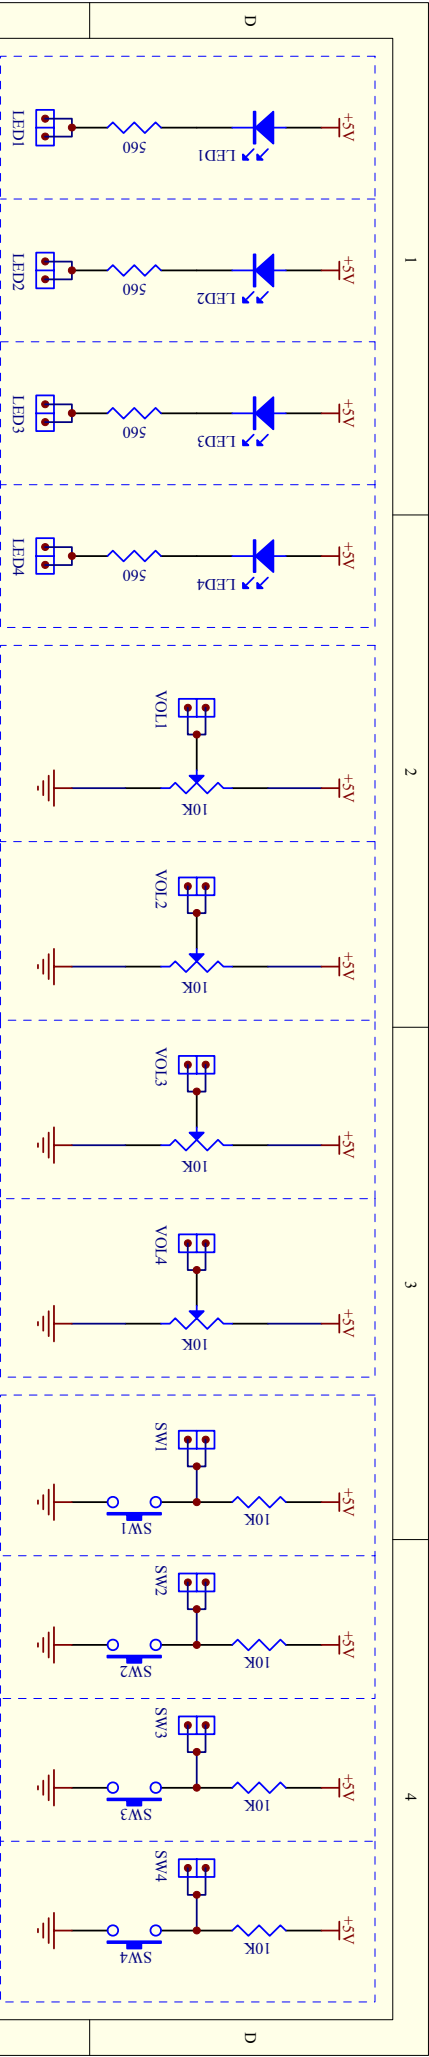 D
1
2
3
4
+5V
LED1
560
LED1
+5V
LED2
560
LED2
+5V
LED3
560
LED3
+5V
LED4
560
LED4
+5V
VOL1
10K
+5V
VOL2
10K
+5V
VOL3
10K
+5V
VOL4
10K
+5V
10K
SW1
SW1
+5V
10K
SW2
SW2
+5V
10K
SW3
SW3
+5V
10K
SW4
SW4
D